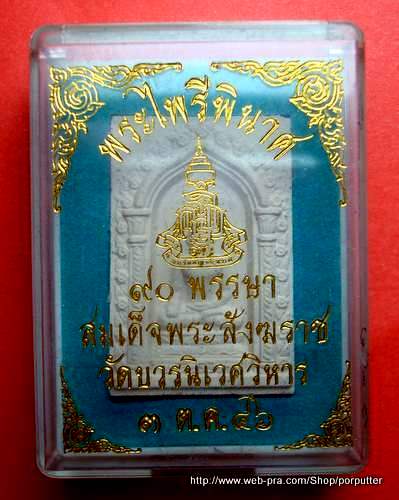 พระไพรีพินาศ
๙๐ พรรษา
สมเด็จพระสังฆราช
วัดบวรนิเวศวิหาร
๓ ต.ค.๔๖
http://www.web-pra.com/Shop/porputter